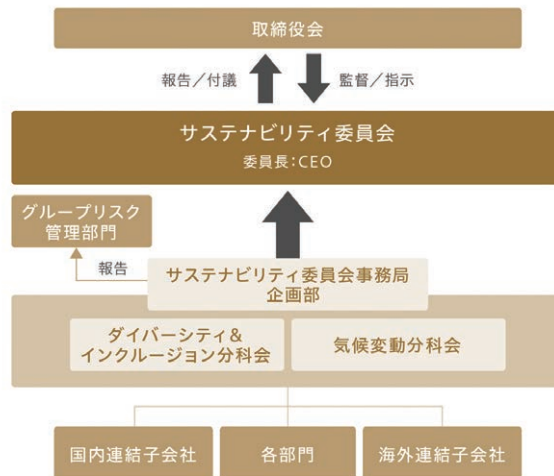 取締役会
報告／付議
監督／指示
サステナビリティ委員会
委員長：CEO
グループリスク
管理部門
報告
サステナビリティ委員会事務局
企画部
ダイバーシティ＆
インクルージョン分科会
気候変動分科会
国内連結子会社
各部門
海外連結子会社